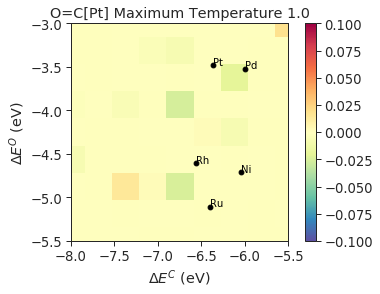 O=C[Pt] Maximum Temperature 1.0
−3.0
−3.5
−4.0
−4.5
−5.0
−5.5
ΔE^O (eV)
Pt
Pd
Rh
Ni
Ru
−8.0 −7.5 −7.0 −6.5 −6.0 −5.5
ΔE^C (eV)
0.100
0.075
0.050
0.025
0.000
−0.025
−0.050
−0.075
−0.100